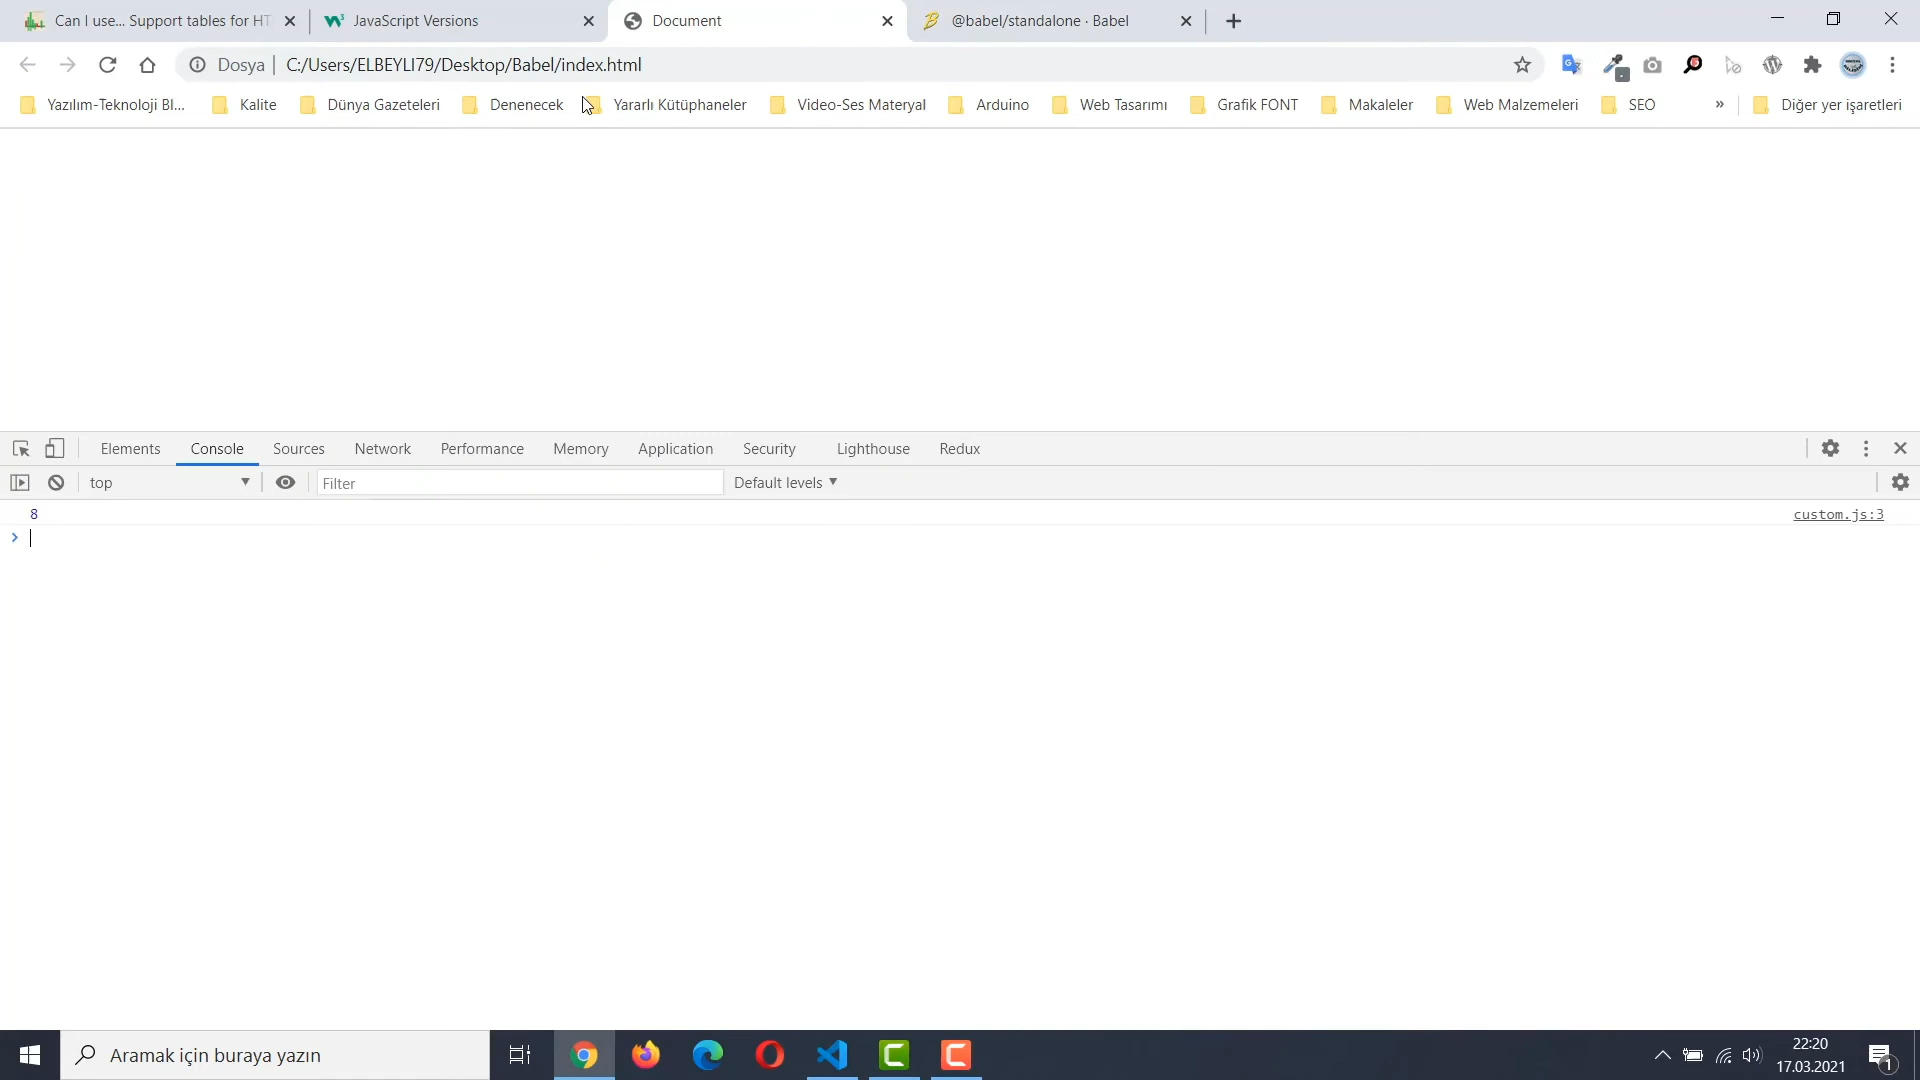 Can I use... Support tables for HT
JavaScript Versions
Document
@babel/standalone · Babel
Dosya
C:/Users/ELBEYLI79/Desktop/Babel/index.html
Yazılım-Teknoloji Bl...
Kalite
Dünya Gazeteleri
Denenecek
Yararlı Kütüphaneler
Video-Ses Materyal
Arduino
Web Tasarımı
Grafik FONT
Makaleler
Web Malzemeleri
SEO
»
Diğer yer işaretleri
Elements
Console
Sources
Network
Performance
Memory
Application
Security
Lighthouse
Redux
top
Filter
Default levels
8
custom.js:3
Aramak için buraya yazın
22:20
17.03.2021
1